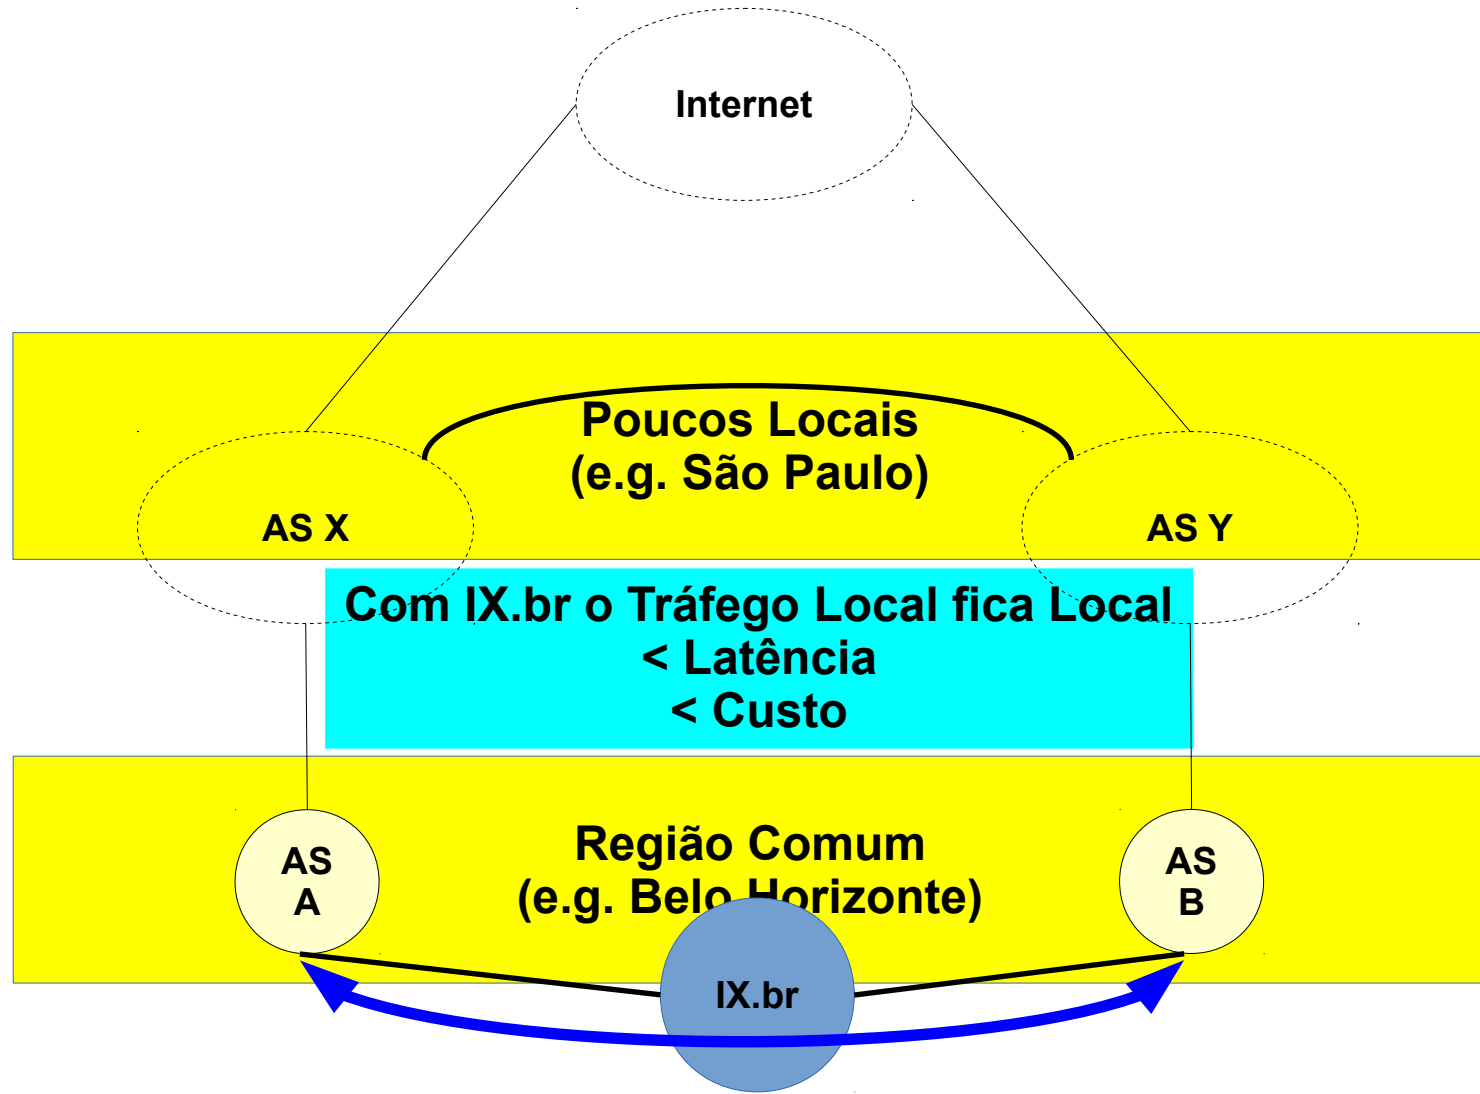 Internet
Poucos Locais
(e.g. São Paulo)
AS X
AS Y
Com IX.br o Tráfego Local fica Local
< Latência
< Custo
Região Comum
(e.g. Belo Horizonte)
AS
A
AS
B
IX.br